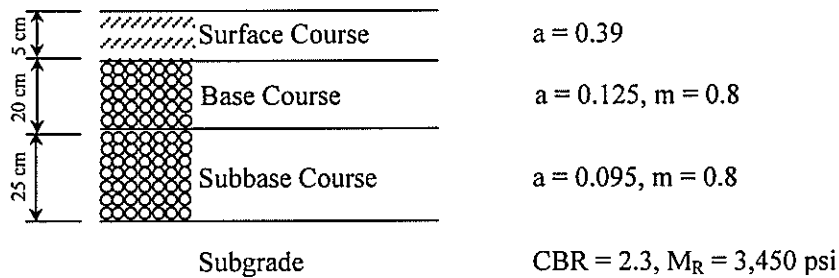 5 cm
Surface Course
a = 0.39
20 cm
Base Course
a = 0.125, m = 0.8
25 cm
Subbase Course
a = 0.095, m = 0.8
Subgrade
CBR = 2.3, MR = 3,450 psi